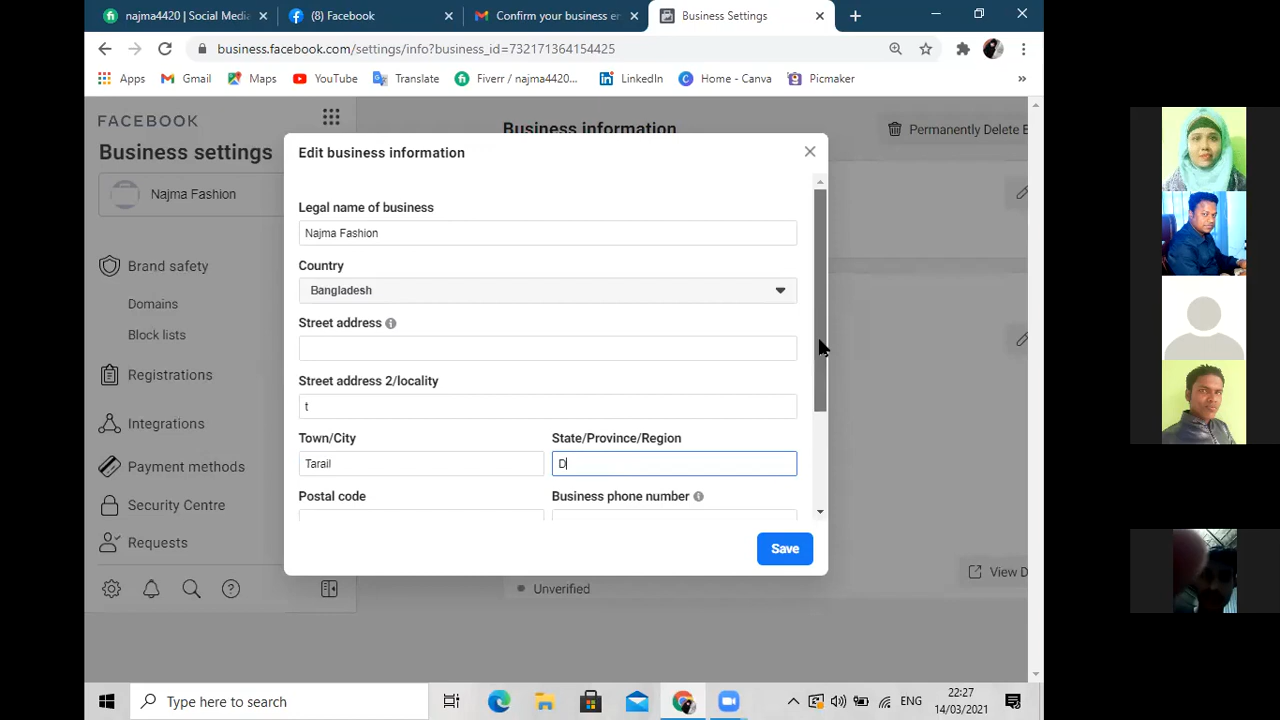 najma4420 | Social Media
(8) Facebook
Confirm your business en
Business Settings
business.facebook.com/settings/info?business_id=732171364154425
Apps
Gmail
Maps
YouTube
Translate
Fiverr / najma4420...
LinkedIn
Home - Canva
Picmaker
»
FACEBOOK
Business information
Permanently Delete B
Business settings
Edit business information
Najma Fashion
Legal name of business
Najma Fashion
Country
Bangladesh
Street address
Street address 2/locality
t
Town/City
State/Province/Region
Tarail
D
Postal code
Business phone number
Save
Brand safety
Domains
Block lists
Registrations
Integrations
Payment methods
Security Centre
Requests
View D
Unverified
Type here to search
ENG
22:27
14/03/2021